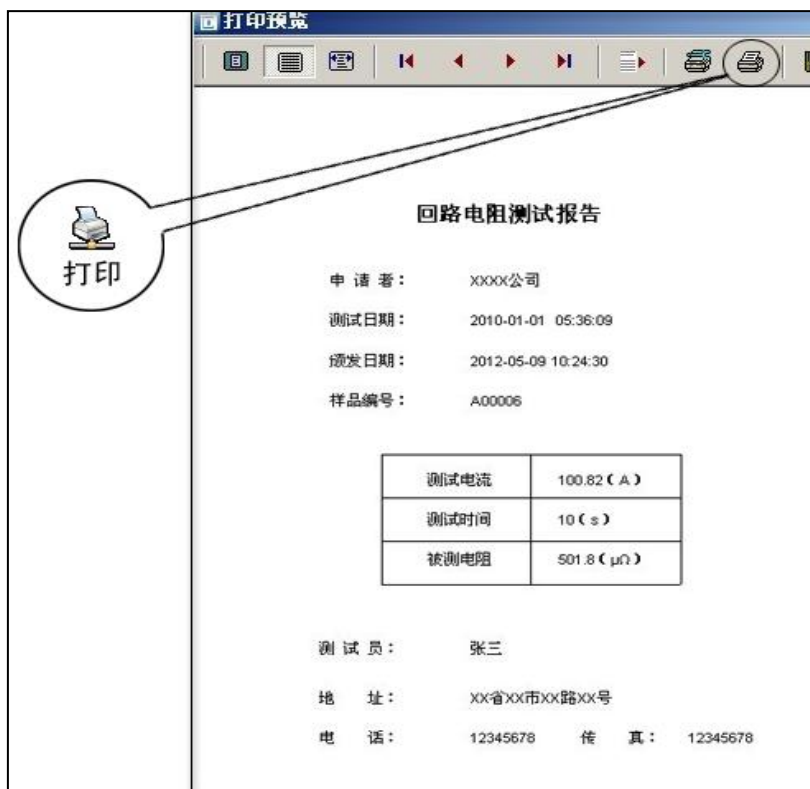 打印预览
打印
回路电阻测试报告
申 请 者： XXXX公司
测试日期： 2010-01-01 05:36:09
颁发日期： 2012-05-09 10:24:30
样品编号： A00006
测试电流 100.82(A)
测试时间 10(s)
被测电阻 501.8(μΩ)
测 试 员： 张三
地 址： XX省XX市XX路XX号
电 话： 12345678 传 真： 12345678